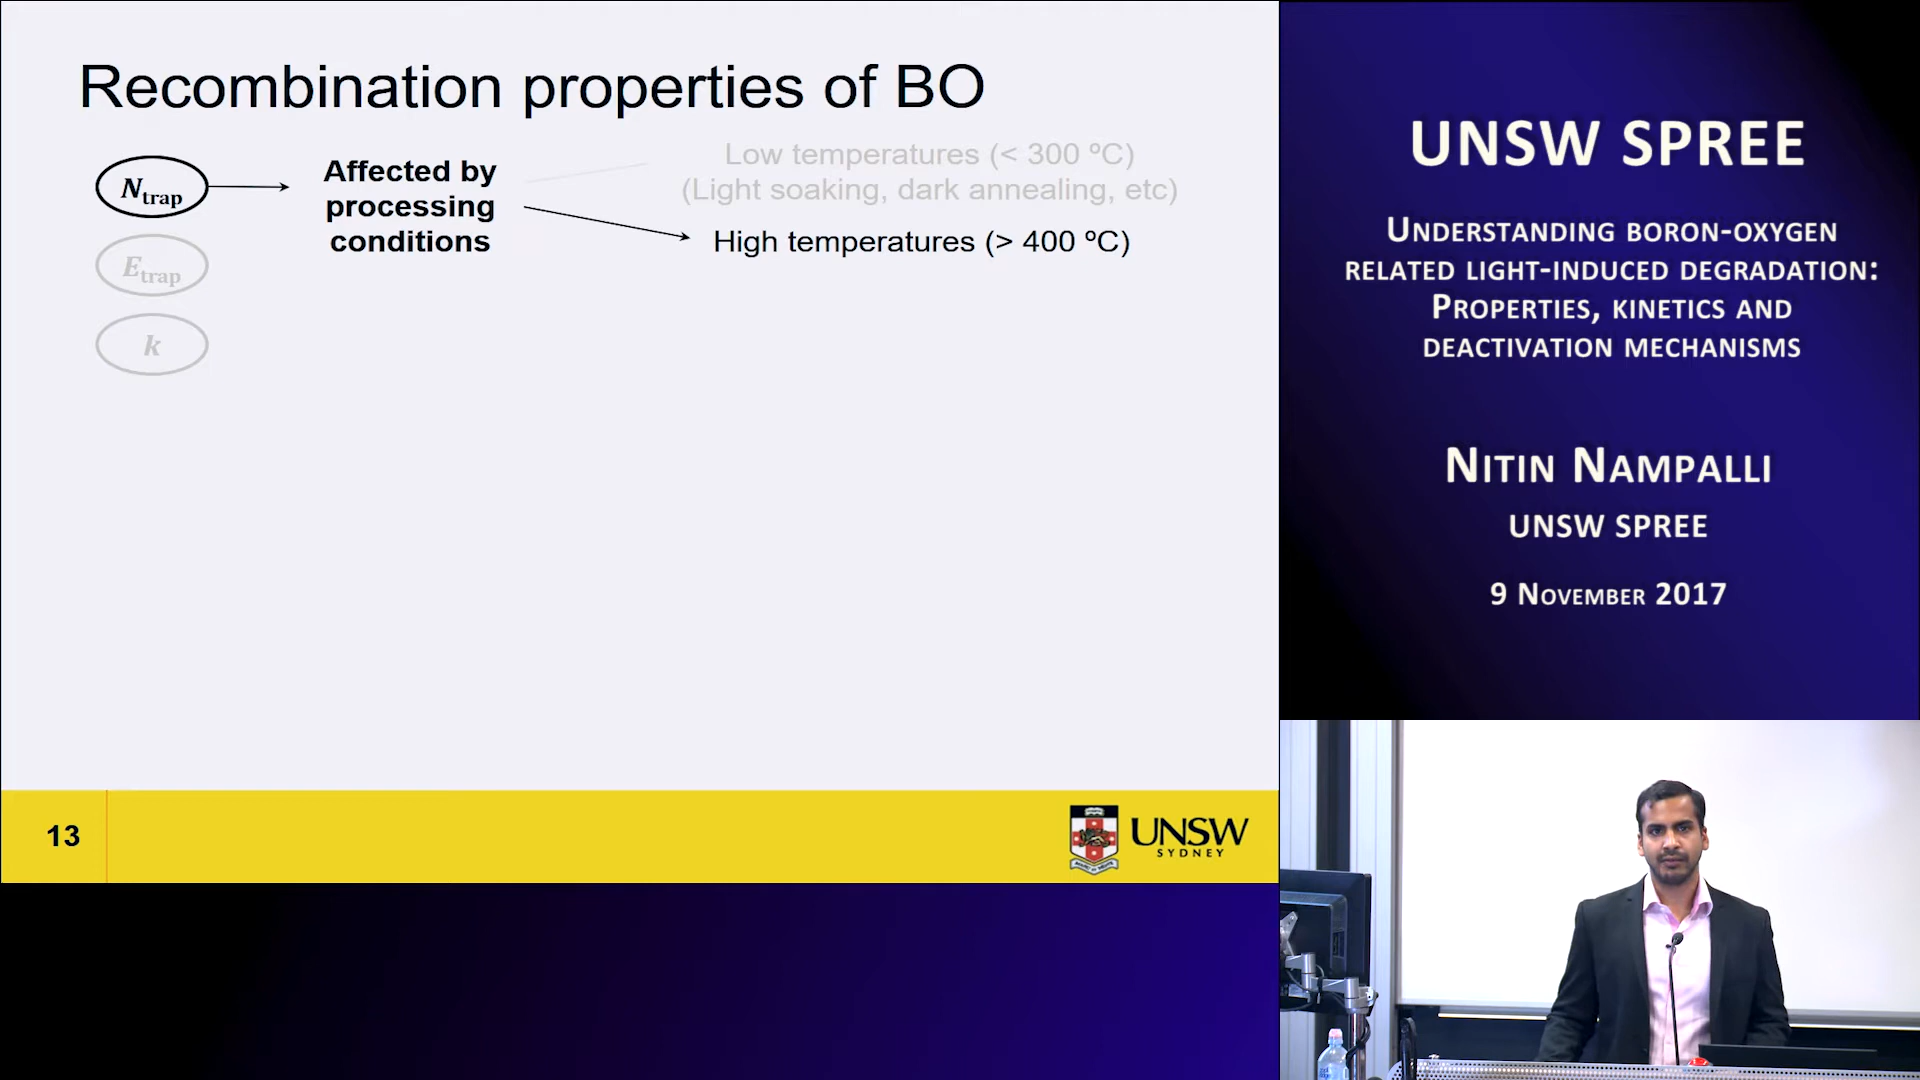 Recombination properties of BO
Ntrap
Etrap
k
Affected by
processing
conditions
Low temperatures (< 300 ºC)
(Light soaking, dark annealing, etc)
High temperatures (> 400 ºC)
13
UNSW
SYDNEY
UNSW SPREE
UNDERSTANDING BORON-OXYGEN
RELATED LIGHT-INDUCED DEGRADATION:
PROPERTIES, KINETICS AND
DEACTIVATION MECHANISMS
NITIN NAMPALLI
UNSW SPREE
9 NOVEMBER 2017